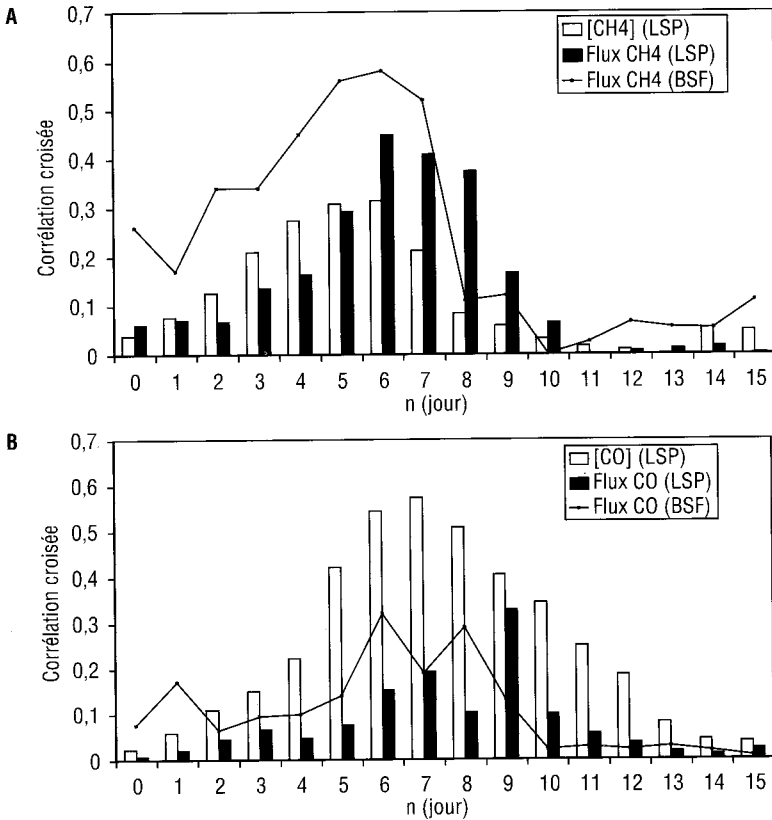 A
0,7
[CH4] (LSP)
Flux CH4 (LSP)
Flux CH4 (BSF)
0,6
0,5
0,4
0,3
0,2
0,1
0
Corrélation croisée
0 1 2 3 4 5 6 7 8 9 10 11 12 13 14 15
n (jour)
B
0,7
[CO] (LSP)
Flux CO (LSP)
Flux CO (BSF)
0,6
0,5
0,4
0,3
0,2
0,1
0
Corrélation croisée
0 1 2 3 4 5 6 7 8 9 10 11 12 13 14 15
n (jour)